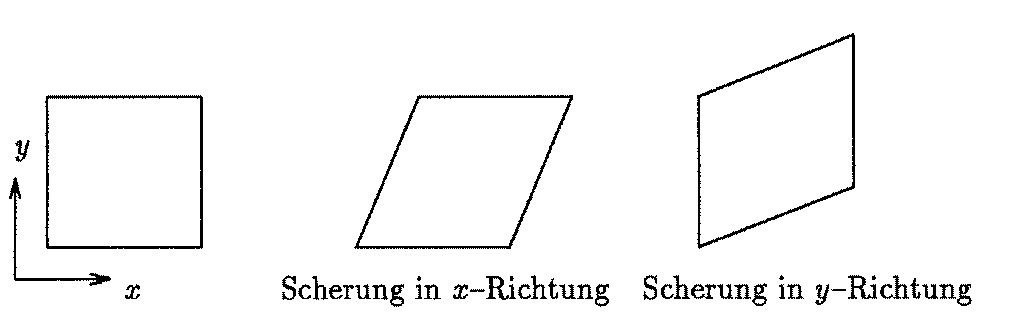 y
x
Scherung in x–Richtung
Scherung in y–Richtung